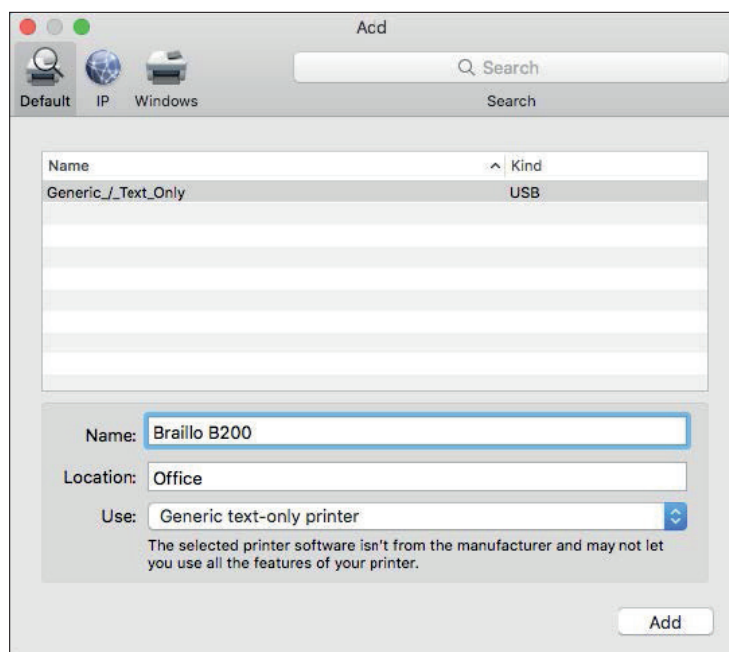 Acd
Search
Default IP Windows Search
Name Kind
Generic_/_Text_Only USB
Name: Braillo B200
Location: Office
Use: Generic text-only printer
The selected printer software isn't from the manufacturer and may not let
you use all the features of your printer.
Add